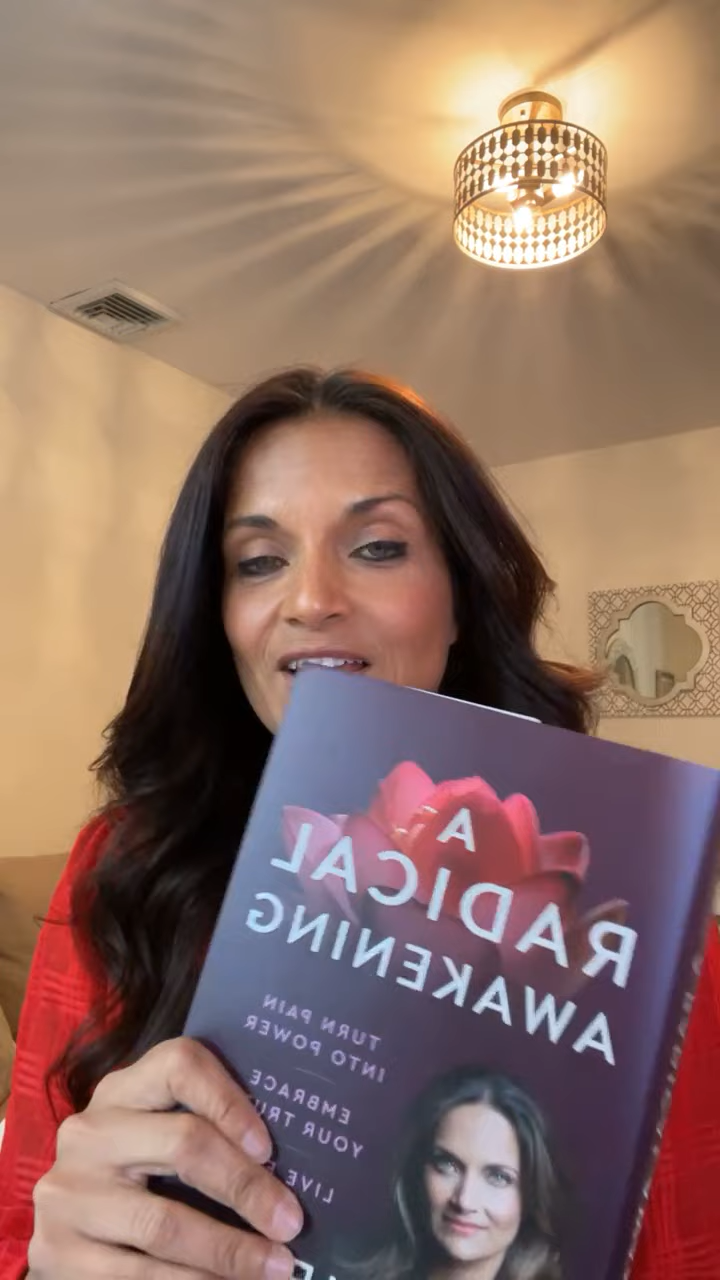 A
RADICAL
AWAKENING
TURN PAIN
INTO POWER
EMBRACE
YOUR
LIVE